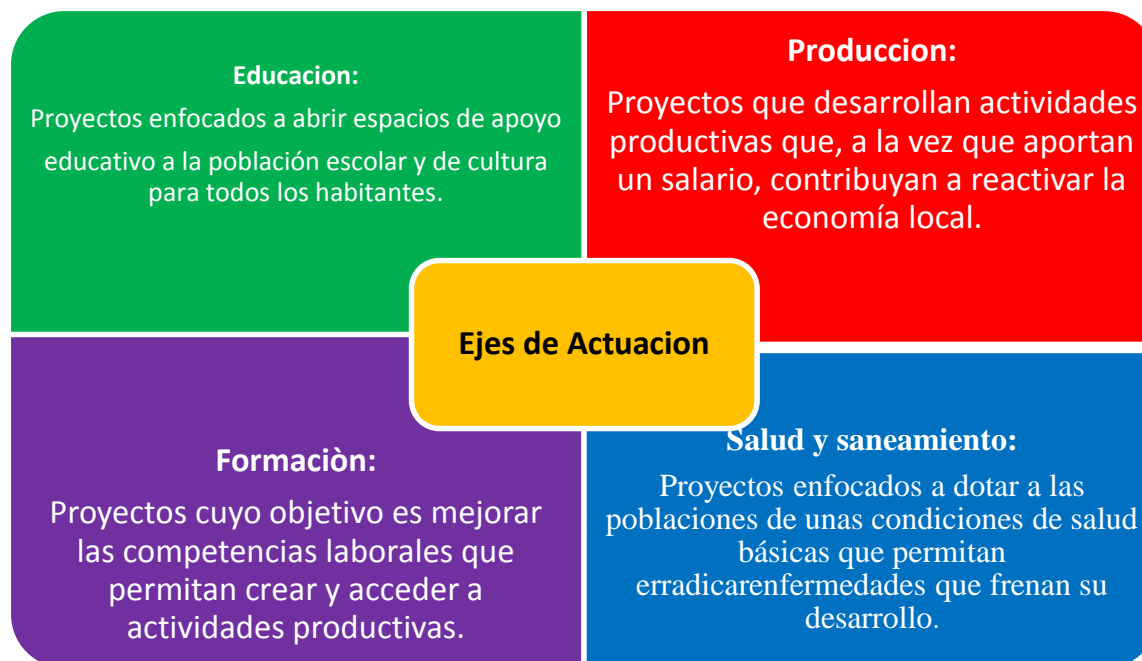 Educacion:
Proyectos enfocados a abrir espacios de apoyo
educativo a la población escolar y de cultura
para todos los habitantes.
Produccion:
Proyectos que desarrollan actividades
productivas que, a la vez que aportan
un salario, contribuyan a reactivar la
economía local.
Ejes de Actuacion
Formaciòn:
Proyectos cuyo objetivo es mejorar
las competencias laborales que
permitan crear y acceder a
actividades productivas.
Salud y saneamiento:
Proyectos enfocados a dotar a las
poblaciones de unas condiciones de salud
básicas que permitan
erradicarenfermedades que frenan su
desarrollo.